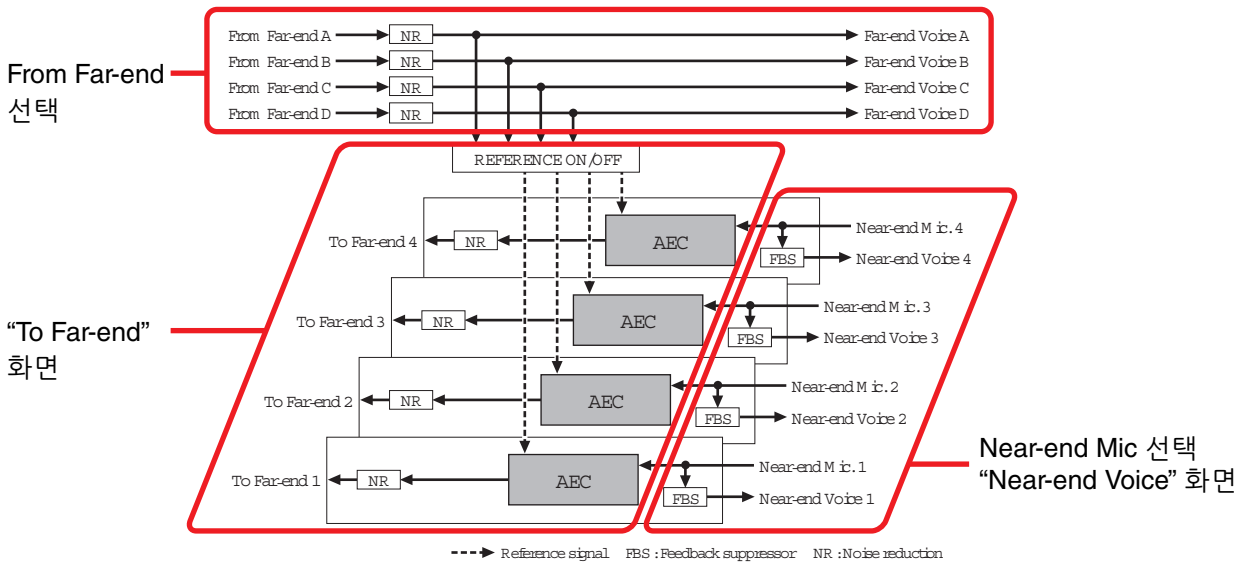 From Far-end A NR Far-end Voice A
From Far-end B NR Far-end Voice B
From Far-end C NR Far-end Voice C
From Far-end D NR Far-end Voice D
From Far-end
선택
REFERENCE ON/OFF
To Far-end 4 NR AEC FBS Near-end Mic.4
Near-end Voice 4
To Far-end 3 NR AEC FBS Near-end Mic.3
Near-end Voice 3
To Far-end 2 NR AEC FBS Near-end Mic.2
Near-end Voice 2
To Far-end 1 NR AEC FBS Near-end Mic.1
Near-end Voice 1
“To Far-end”
화면
Near-end Mic 선택
“Near-end Voice” 화면
Reference signal FBS :Feedback suppressor NR :Noise reduction